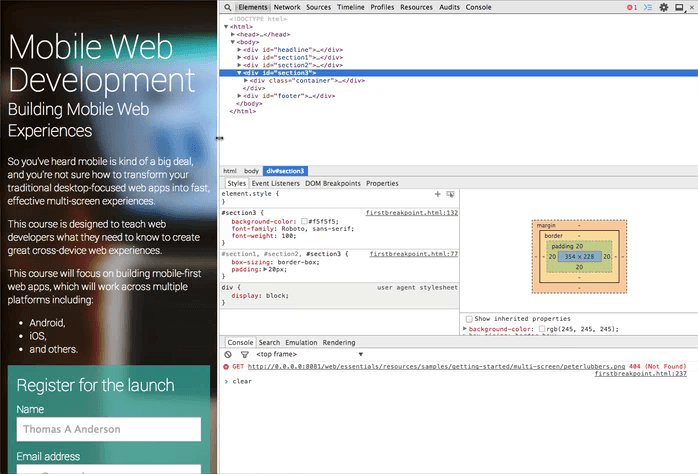 Mobile Web
Development
Building Mobile Web
Experiences
So you've heard mobile is kind of a big deal,
and you're not sure how to transform your
traditional desktop-focused web apps into fast,
effective multi-screen experiences.
This course is designed to teach web
developers what they need to know to create
great cross-device web experiences.
This course will focus on building mobile-first
web apps, which will work across multiple
platforms including:
• Android,
• iOS,
• and others.
Register for the launch
Name
Thomas A Anderson
Email address
Elements Network Sources Timeline Profiles Resources Audits Console
1
<!DOCTYPE html>
▼<html>
▶<head>…</head>
▼<body>
▶<div id="headline">…</div>
▶<div id="section1">…</div>
▶<div id="section2">…</div>
▼<div id="section3">
▶<div class="container">…</div>
</div>
▶<div id="footer">…</div>
</body>
</html>
html body div#section3
Styles Event Listeners DOM Breakpoints Properties
element.style {
}
#section3 { firstbreakpoint.html:132
background-color: #f5f5f5;
font-family: Roboto, sans-serif;
font-weight: 100;
}
#section1, #section2, #section3 { firstbreakpoint.html:77
box-sizing: border-box;
padding:▶20px;
}
div { user agent stylesheet
display: block;
}
margin -
border -
padding 20
- - 20 354 × 228 20 - -
20
-
-
Show inherited properties
▶background-color: rgb(245, 245, 245);
Console Search Emulation Rendering
<top frame> ▼
GET http://0.0.0.0:8081/web/essentials/resources/samples/getting-started/multi-screen/peterlubbers.png 404 (Not Found)
firstbreakpoint.html:237
> clear